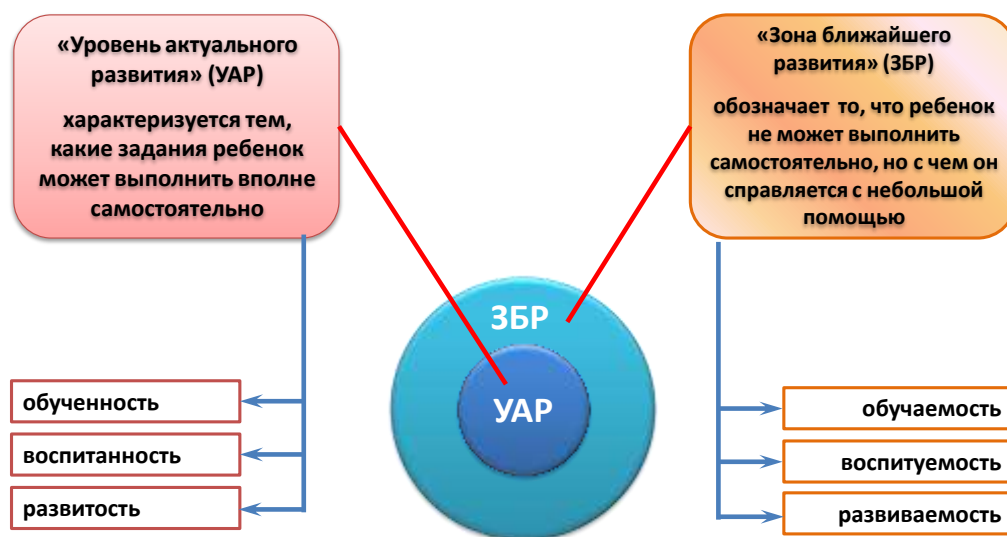 «Уровень актуального
развития» (УАР)
характеризуется тем,
какие задания ребенок
может выполнить вполне
самостоятельно
«Зона ближайшего
развития» (ЗБР)
обозначает то, что ребенок
не может выполнить
самостоятельно, но с чем он
справляется с небольшой
помощью
ЗБР
УАР
обученность
воспитанность
развитость
обучаемость
воспитуемость
развиваемость